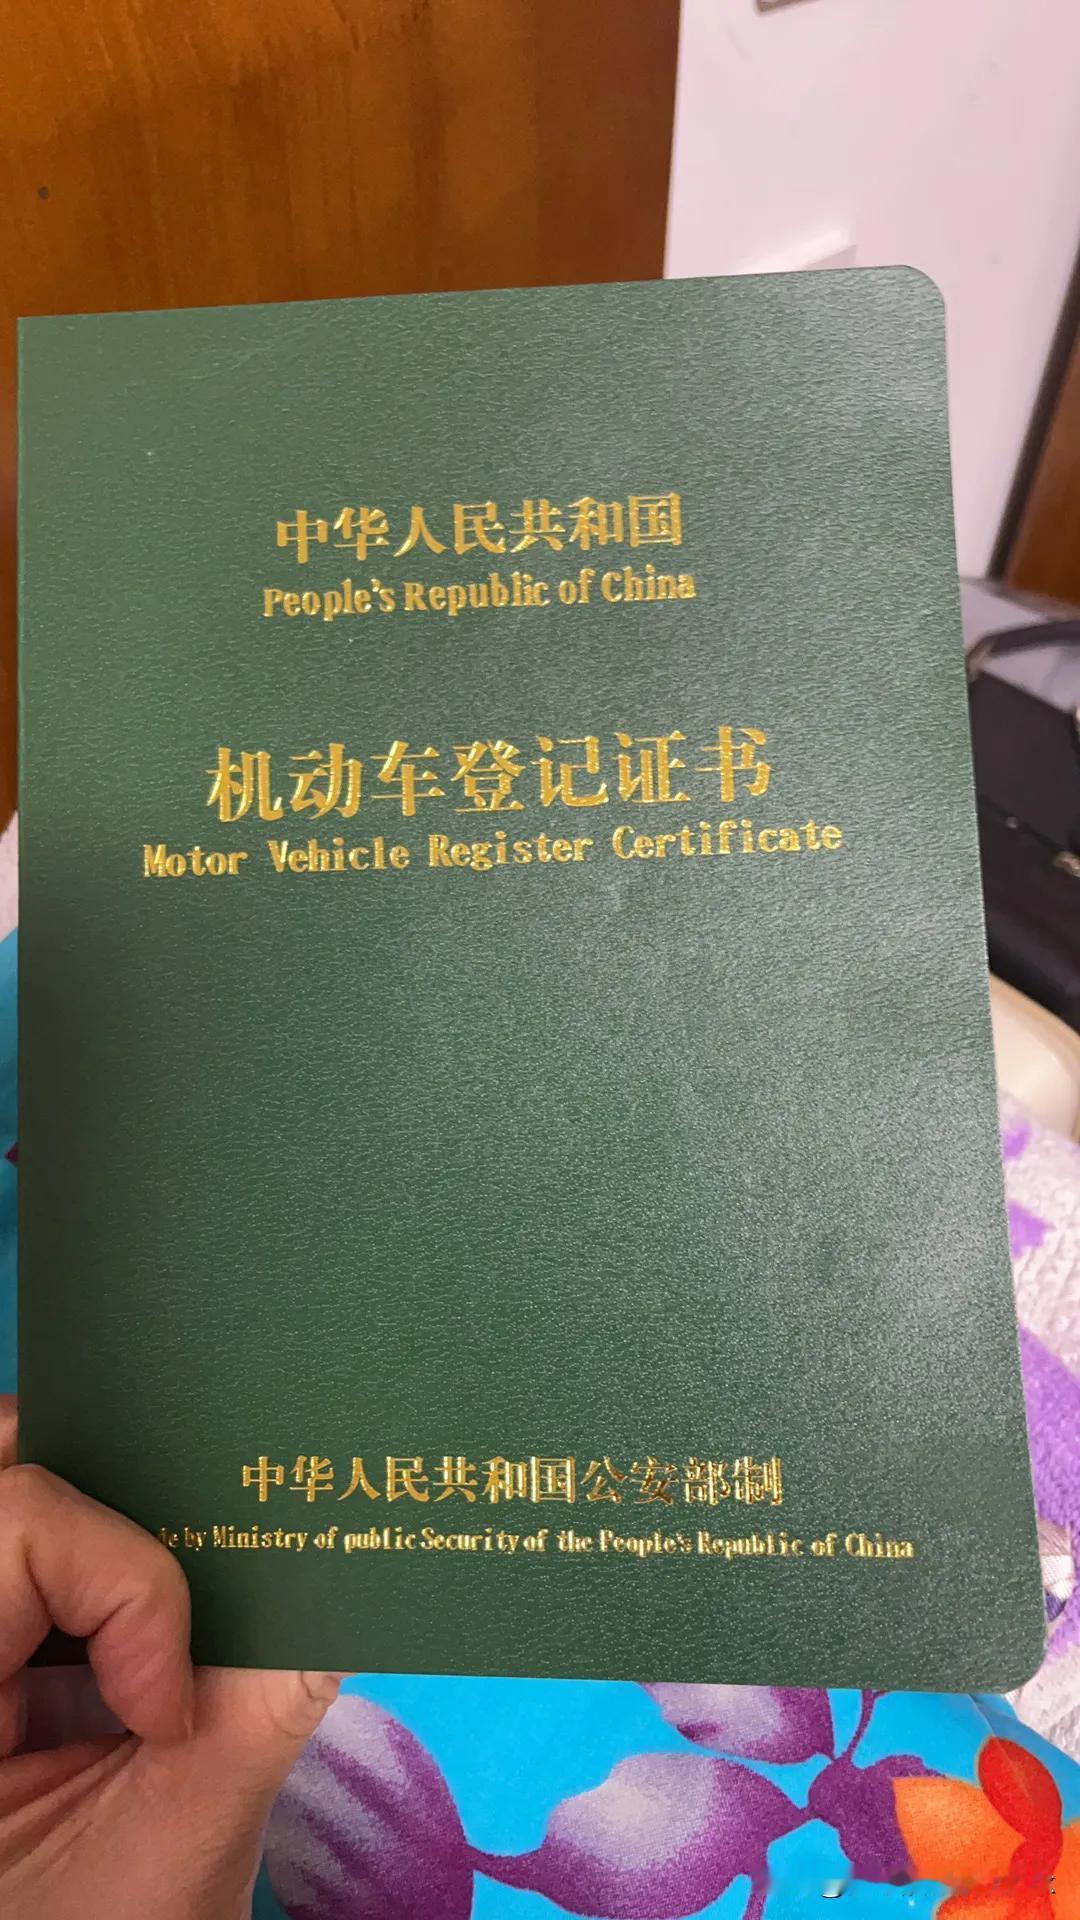 中华人民共和国
People's Republic of China
机动车登记证书
Motor Vehicle Register Certificate
中华人民共和国公安部制
by Ministry of public Security of the People's Republic of China